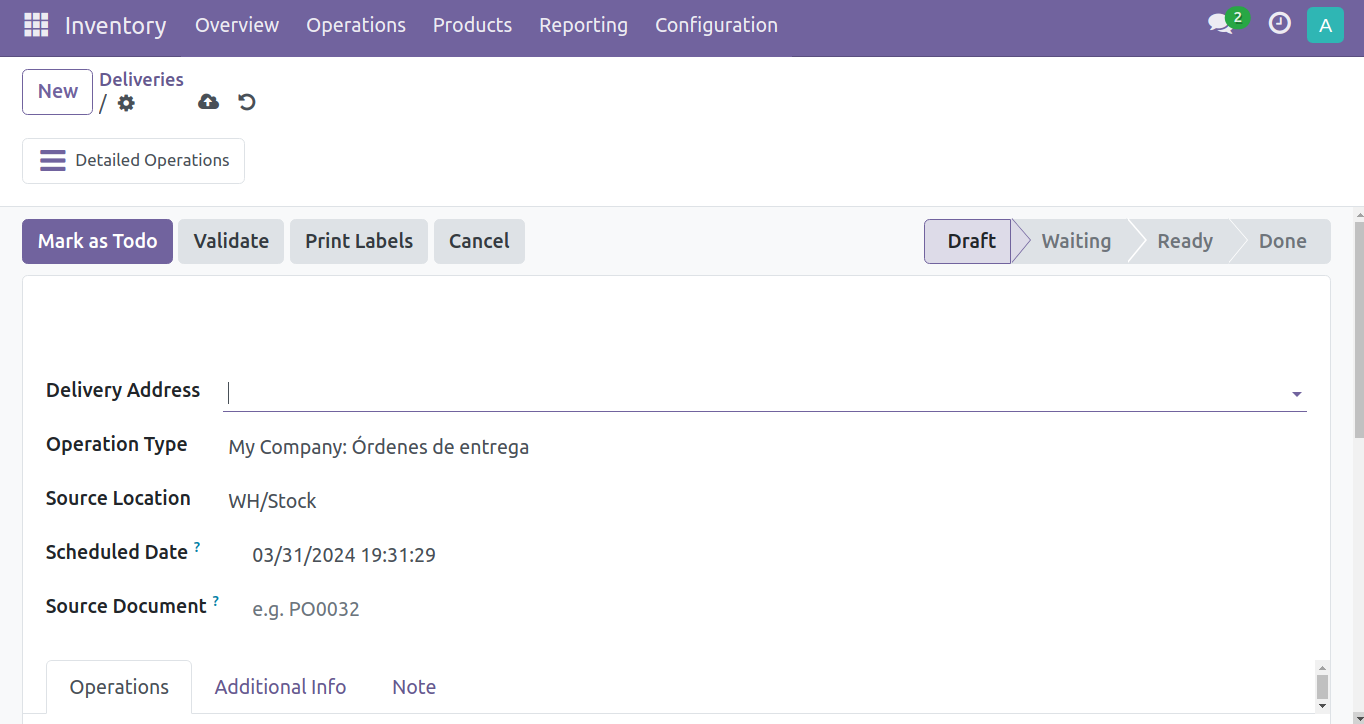 Inventory Overview Operations Products Reporting Configuration 2 A
New Deliveries
/
Detailed Operations
Mark as Todo Validate Print Labels Cancel Draft Waiting Ready Done
Delivery Address
Operation Type My Company: Órdenes de entrega
Source Location WH/Stock
Scheduled Date ? 03/31/2024 19:31:29
Source Document ? e.g. PO0032
Operations Additional Info Note